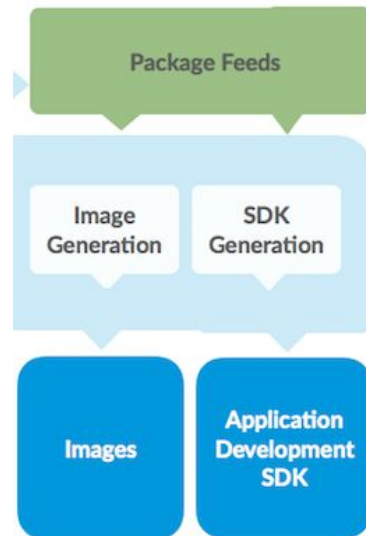 Package Feeds
Image
Generation
SDK
Generation
Images
Application
Development
SDK